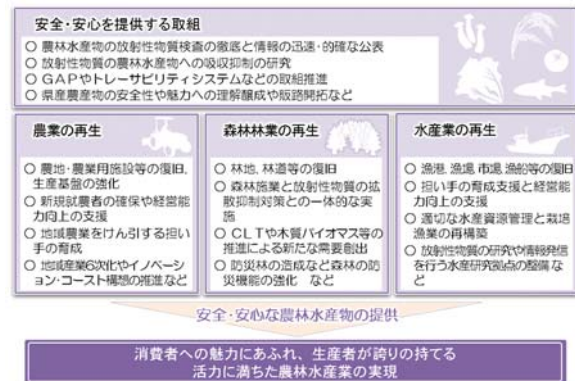 安全・安心を提供する取組
○ 農林水産物の放射性物質検査の徹底と情報の迅速・的確な公表
○ 放射性物質の農林水産物への吸収抑制の研究
○ GAPやトレーサビリティシステムなどの取組推進
○ 県産農産物の安全性や魅力への理解醸成や販路開拓など
農業の再生
○ 農地・農業用施設等の復旧、
生産基盤の強化
○ 新規就農者の確保や経営能
力向上の支援
○ 地域農業をけん引する担い
手の育成
○ 地域産業6次化やイノベーシ
ョン・コースト構想の推進など
森林林業の再生
○ 林地、林道等の復旧
○ 森林施業と放射性物質の拡
散抑制対策との一体的な実
施
○ CLTや木質バイオマス等の
推進による新たな需要創出
○ 防災林の造成など森林の防
災機能の強化 など
水産業の再生
○ 漁港、漁場、市場、漁船等の復旧
○ 担い手の育成支援と経営能
力向上の支援
○ 適切な水産資源管理と栽培
漁業の再構築
○ 放射性物質の研究や情報発信
を行う水産研究拠点の整備 な
ど
安全・安心な農林水産物の提供
消費者への魅力にあふれ、生産者が誇りの持てる
活力に満ちた農林水産業の実現